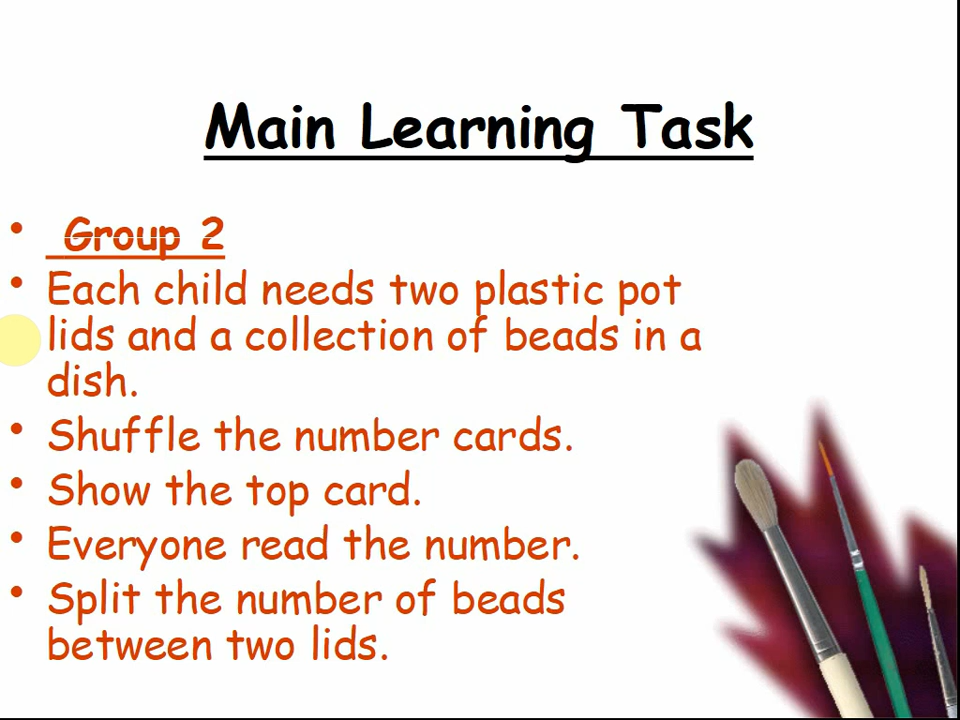 Main Learning Task
• Group 2
• Each child needs two plastic pot
lids and a collection of beads in a
dish.
• Shuffle the number cards.
• Show the top card.
• Everyone read the number.
• Split the number of beads
between two lids.